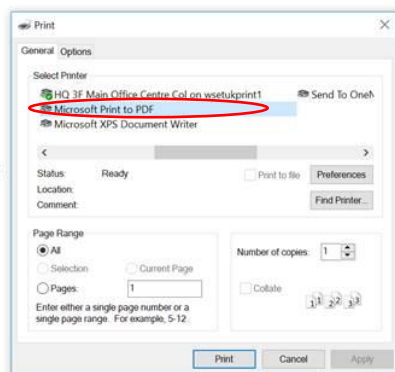 Print
General Options
Select Printer
HQ 3F Main Office Centre Col on wsetukprint1 Send To OneN
Microsoft Print to PDF
Microsoft XPS Document Writer
Status: Ready Print to file Preferences
Location:
Comment: Find Printer...
Page Range
All Number of copies: 1
Selection Current Page
Pages: 1 Collate
Enter either a single page number or a
single page range. For example, 5-12
11 22 33
Print Cancel Apply